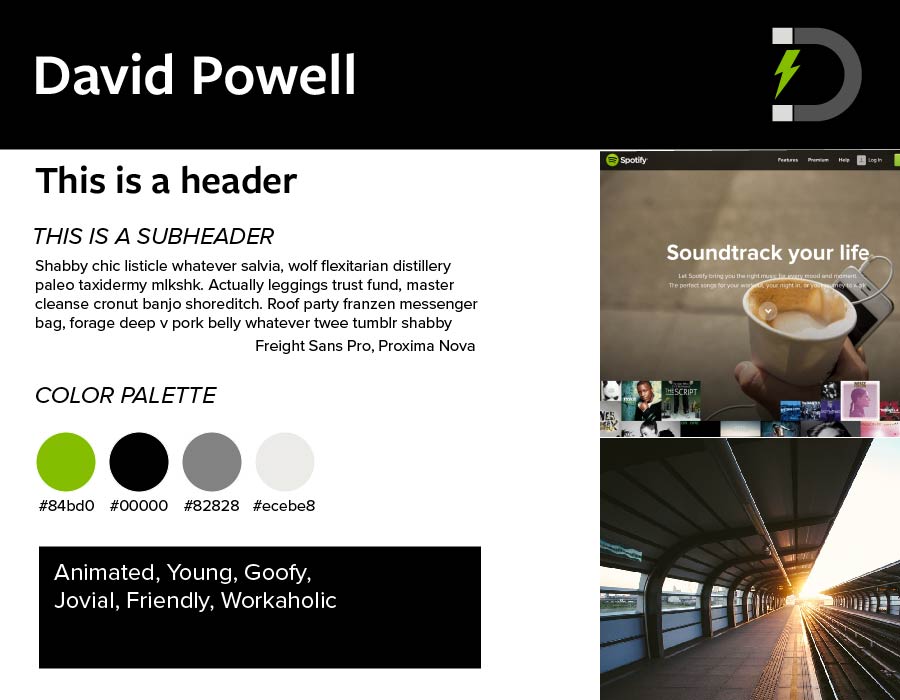 David Powell
This is a header
THIS IS A SUBHEADER
Shabby chic listicle whatever salvia, wolf flexitarian distillery
paleo taxidermy mlkshk. Actually leggings trust fund, master
cleanse cronut banjo shoreditch. Roof party franzen messenger
bag, forage deep v pork belly whatever twee tumblr shabby
Freight Sans Pro, Proxima Nova
COLOR PALETTE
#84bd0 #00000 #82828 #ecebe8
Animated, Young, Goofy,
Jovial, Friendly, Workaholic
Spotify
Features Premium Help Log In
Soundtrack your life
Let Spotify bring you the right music for every mood and moment.
The perfect songs for your workout, your night in, or your journey to work.
THE SCRIPT